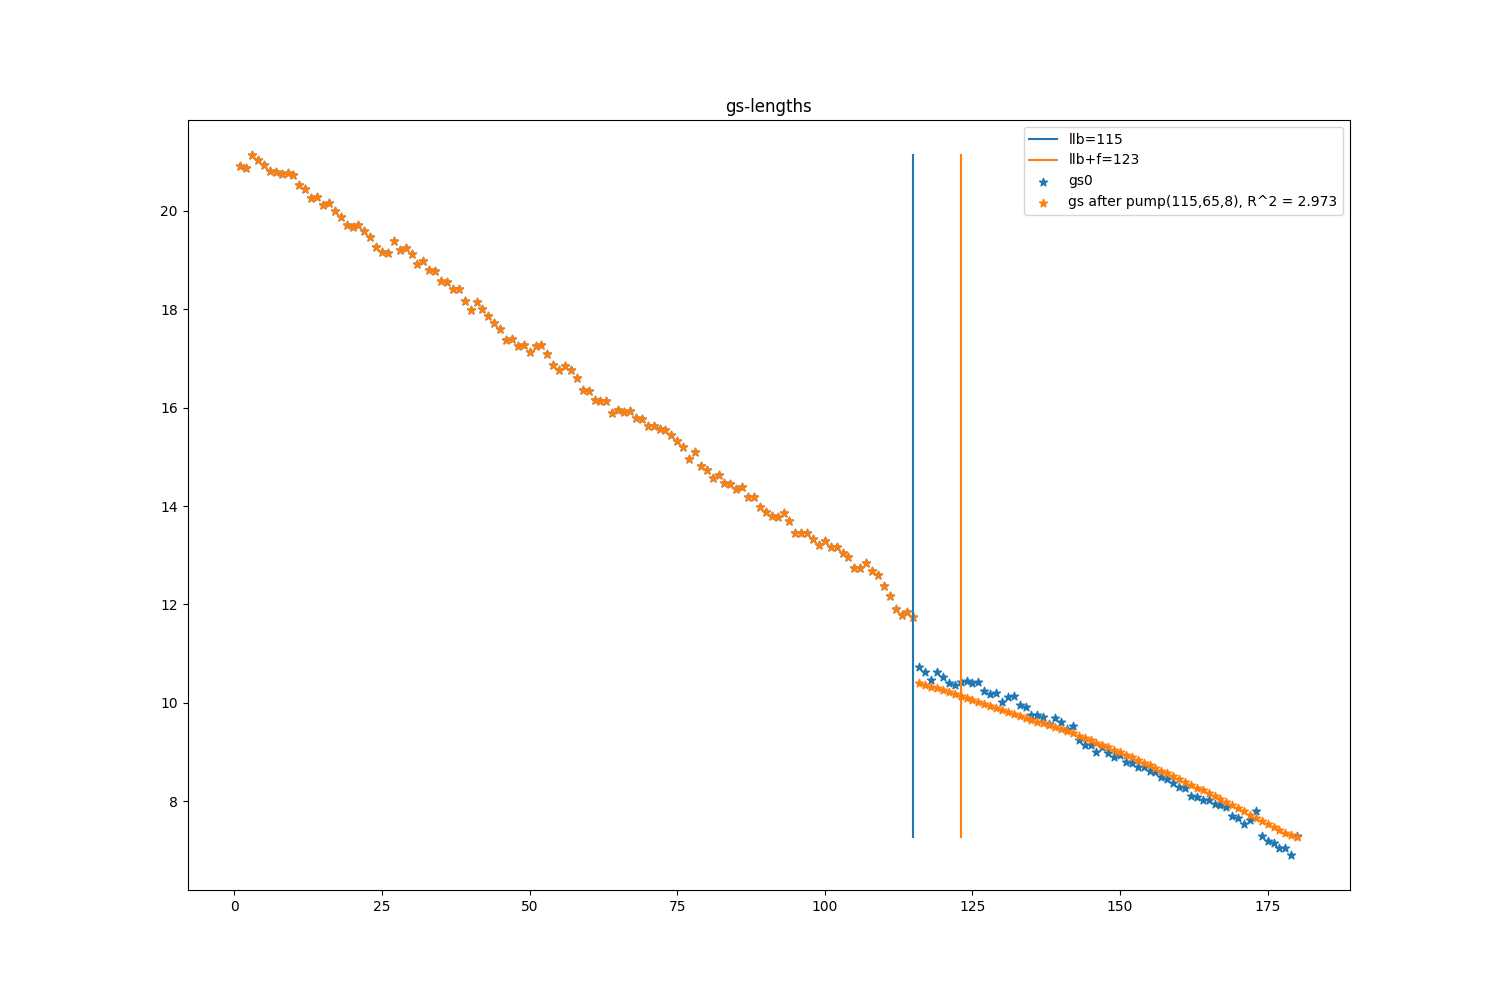 gs-lengths
llb=115
llb+f=123
gs0
gs after pump(115,65,8), R^2 = 2.973
20
18
16
14
12
10
8
0 25 50 75 100 125 150 175